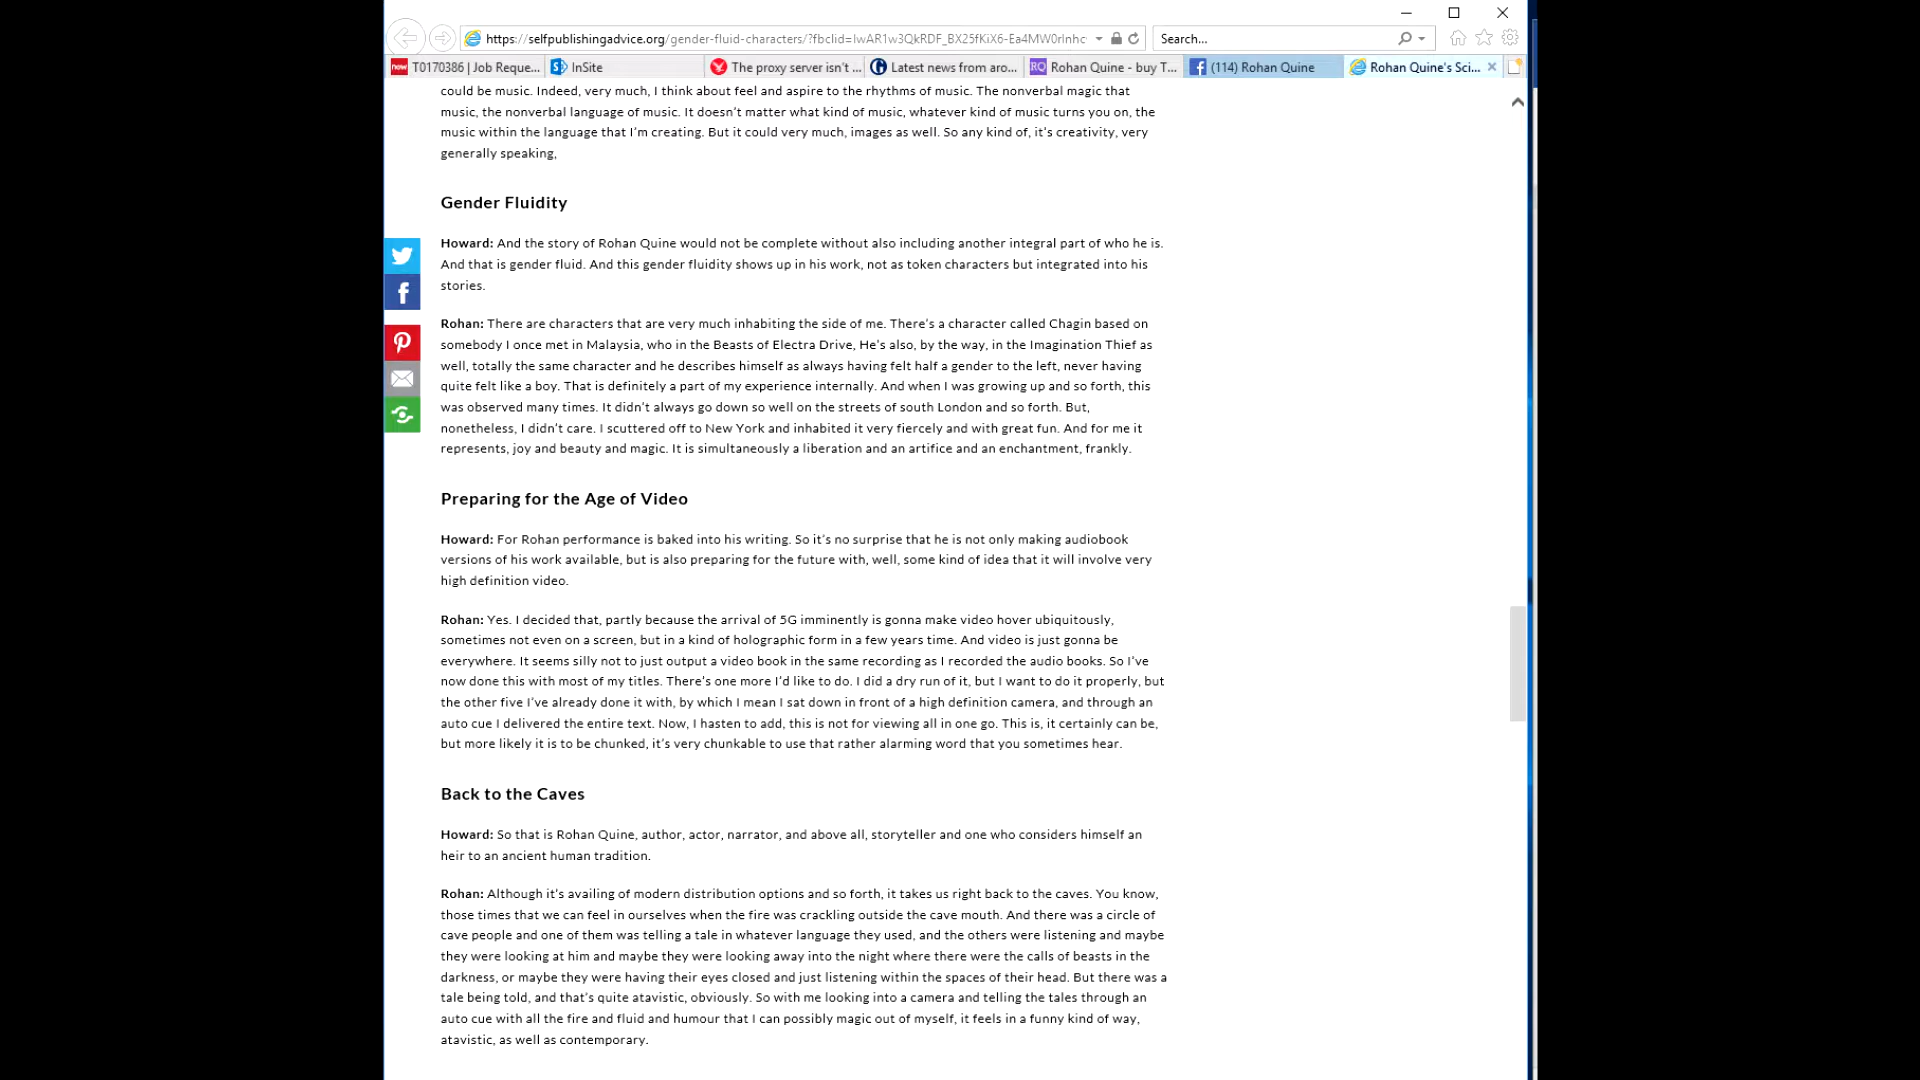 https://selfpublishingadvice.org/gender-fluid-characters/?fbclid=IwAR1w3QkRDF_BX25fKiX6-Ea4MW0rInhc
Search...
now T0170386 | Job Reque...
S InSite
The proxy server isn't ...
Latest news from aro...
RQ Rohan Quine - buy T...
f (114) Rohan Quine
Rohan Quine's Sci...
could be music. Indeed, very much, I think about feel and aspire to the rhythms of music. The nonverbal magic that
music, the nonverbal language of music. It doesn't matter what kind of music, whatever kind of music turns you on, the
music within the language that I'm creating. But it could very much, images as well. So any kind of, it's creativity, very
generally speaking,
Gender Fluidity
Howard: And the story of Rohan Quine would not be complete without also including another integral part of who he is.
And that is gender fluid. And this gender fluidity shows up in his work, not as token characters but integrated into his
stories.
Rohan: There are characters that are very much inhabiting the side of me. There's a character called Chagin based on
somebody I once met in Malaysia, who in the Beasts of Electra Drive, He's also, by the way, in the Imagination Thief as
well, totally the same character and he describes himself as always having felt half a gender to the left, never having
quite felt like a boy. That is definitely a part of my experience internally. And when I was growing up and so forth, this
was observed many times. It didn't always go down so well on the streets of south London and so forth. But,
nonetheless, I didn't care. I scuttered off to New York and inhabited it very fiercely and with great fun. And for me it
represents, joy and beauty and magic. It is simultaneously a liberation and an artifice and an enchantment, frankly.
Preparing for the Age of Video
Howard: For Rohan performance is baked into his writing. So it's no surprise that he is not only making audiobook
versions of his work available, but is also preparing for the future with, well, some kind of idea that it will involve very
high definition video.
Rohan: Yes. I decided that, partly because the arrival of 5G imminently is gonna make video hover ubiquitously,
sometimes not even on a screen, but in a kind of holographic form in a few years time. And video is just gonna be
everywhere. It seems silly not to just output a video book in the same recording as I recorded the audio books. So I've
now done this with most of my titles. There's one more I'd like to do. I did a dry run of it, but I want to do it properly, but
the other five I've already done it with, by which I mean I sat down in front of a high definition camera, and through an
auto cue I delivered the entire text. Now, I hasten to add, this is not for viewing all in one go. This is, it certainly can be,
but more likely it is to be chunked, it's very chunkable to use that rather alarming word that you sometimes hear.
Back to the Caves
Howard: So that is Rohan Quine, author, actor, narrator, and above all, storyteller and one who considers himself an
heir to an ancient human tradition.
Rohan: Although it's availing of modern distribution options and so forth, it takes us right back to the caves. You know,
those times that we can feel in ourselves when the fire was crackling outside the cave mouth. And there was a circle of
cave people and one of them was telling a tale in whatever language they used, and the others were listening and maybe
they were looking at him and maybe they were looking away into the night where there were the calls of beasts in the
darkness, or maybe they were having their eyes closed and just listening within the spaces of their head. But there was a
tale being told, and that's quite atavistic, obviously. So with me looking into a camera and telling the tales through an
auto cue with all the fire and fluid and humour that I can possibly magic out of myself, it feels in a funny kind of way,
atavistic, as well as contemporary.